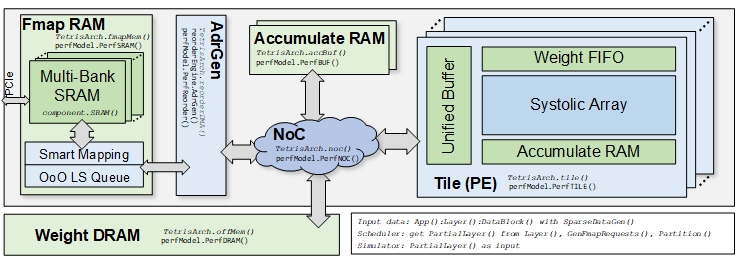 Fmap RAM
TetrisArch.fmapMem()
perfModel.PerfSRAM()
PCIe
Multi-Bank
SRAM
component.SRAM()
Smart Mapping
OoO LS Queue
AdrGen
TetrisArch.reorderDMA()
reorderEngine.AdrGen()
perfModel.PerfReorder()
Accumulate RAM
TetrisArch.accBuf()
perfModel.PerfBUF()
NoC
TetrisArch.noc()
perfModel.PerfNOC()
Unified Buffer
Weight FIFO
Systolic Array
Accumulate RAM
Tile (PE)
TetrisArch.tile()
perfModel.PerfTILE()
Weight DRAM
TetrisArch.offMem()
perfModel.PerfDRAM()
Input data: App():Layer():DataBlock() with SparseDataGen()
Scheduler: get PartialLayer() from Layer(), GenFmapRequests(), Partition()
Simulator: PartialLayer() as input